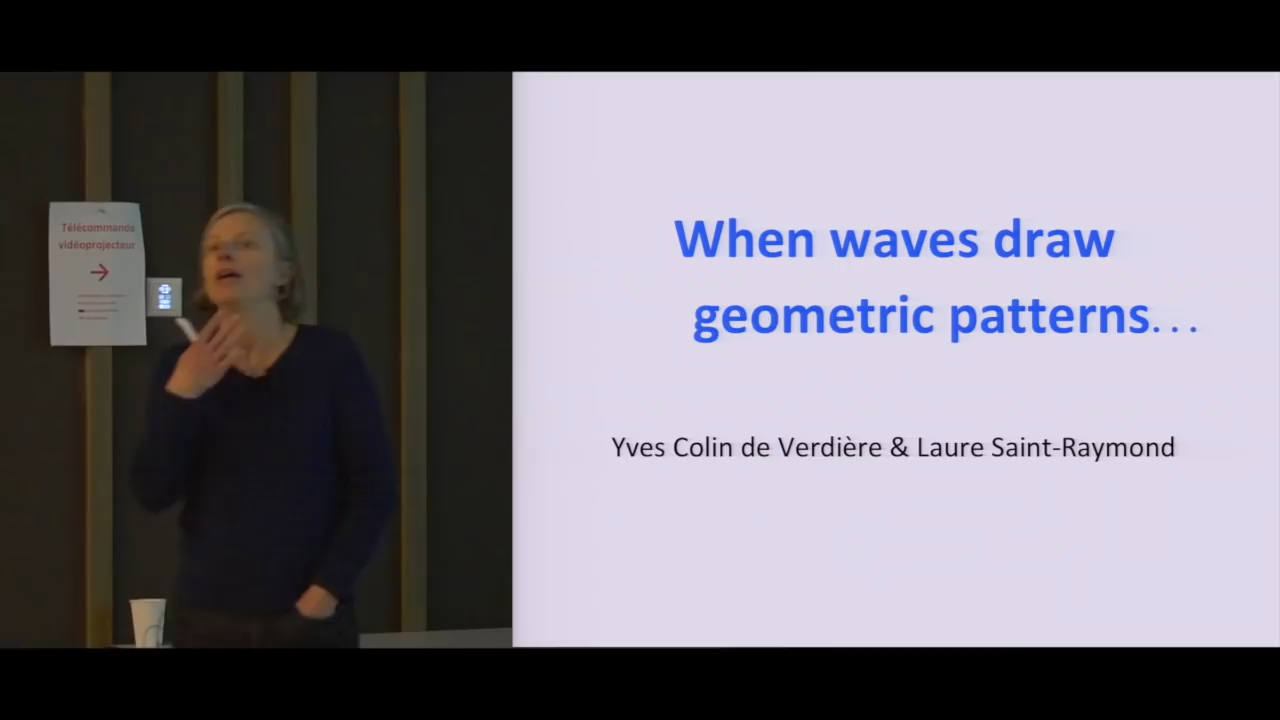 Télécommande
vidéoprojecteur
When waves draw
geometric patterns...
Yves Colin de Verdière & Laure Saint-Raymond